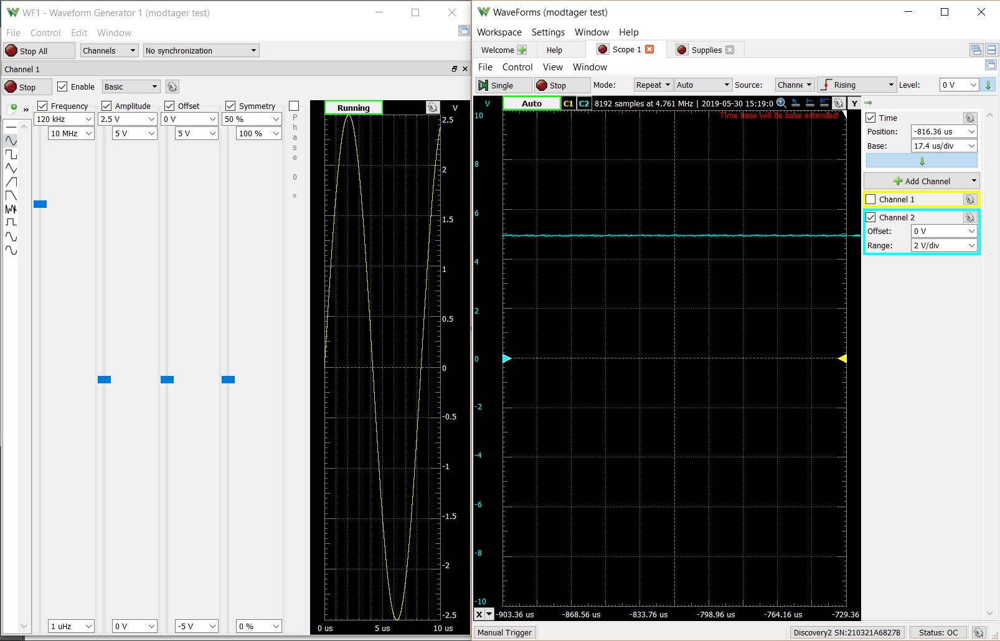 WF1 - Waveform Generator 1 (modtager test)
File Control Edit Window
Stop All Channels No synchronization
Channel 1
Stop Enable Basic
Frequency Amplitude Offset Symmetry Phase 0 °
120 kHz 2.5 V 0 V 50 %
10 MHz 5 V 5 V 100 %
1 uHz 0 V -5 V 0 %
Running V
2.5
2
1.5
1
0.5
0
-0.5
-1
-1.5
-2
-2.5
0 us 5 us 10 us
WaveForms (modtager test)
Workspace Settings Window Help
Welcome Help Scope 1 Supplies
File Control View Window
Single Stop Mode: Repeat Auto Source: Channe Rising Level: 0 V
V Auto C1 C2 8192 samples at 4.761 MHz | 2019-05-30 15:19:0 Y
Time base will be base extended!
10
8
6
4
2
0
-2
-4
-6
-8
-10
X -903.36 us -868.56 us -833.76 us -798.96 us -764.16 us -729.36
Time
Position: -816.36 us
Base: 17.4 us/div
Add Channel
Channel 1
Channel 2
Offset: 0 V
Range: 2 V/div
Manual Trigger Discovery2 SN:210321A6827B Status: OC